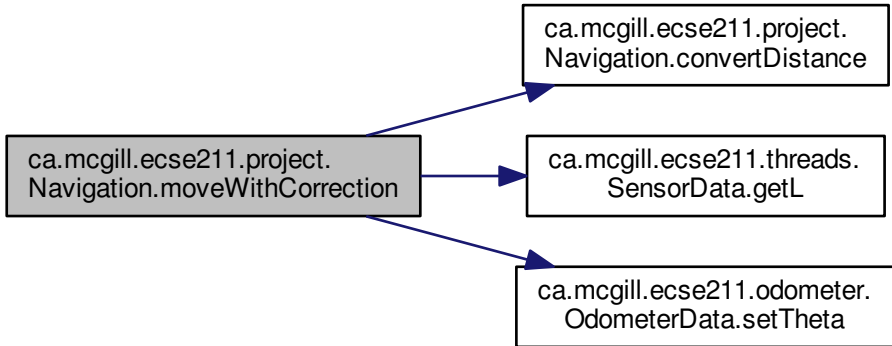 ca.mcgill.ecse211.project.
Navigation.convertDistance
ca.mcgill.ecse211.project.
Navigation.moveWithCorrection
ca.mcgill.ecse211.threads.
SensorData.getL
ca.mcgill.ecse211.odometer.
OdometerData.setTheta